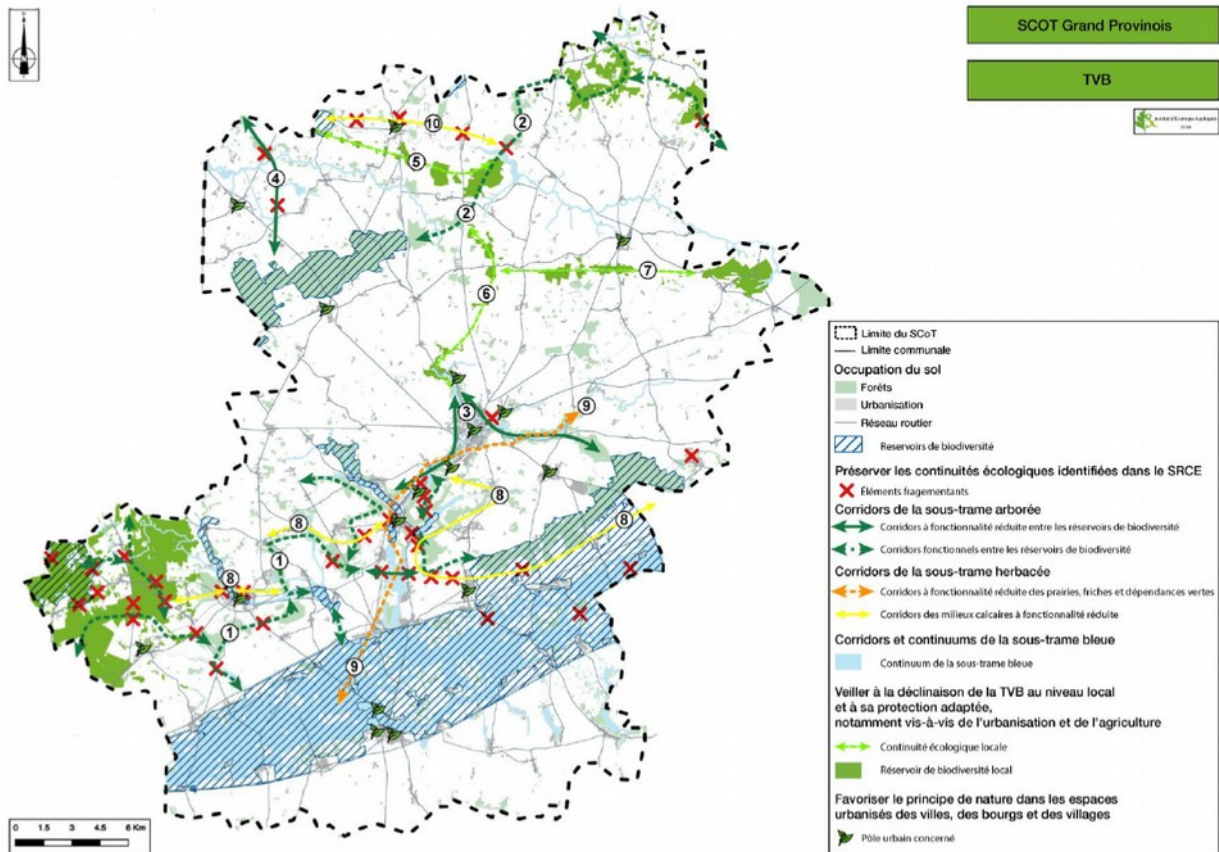 SCOT Grand Provinois
TVB
Institut d'Ecologie Appliquée
10
2
5
4
2
7
6
3
9
8
8
8
1
8
1
9
Limite du SCoT
Limite communale
Occupation du sol
Forêts
Urbanisation
Réseau routier
Reservoirs de biodiversité
Préserver les continuités écologiques identifiées dans le SRCE
Éléments fragementants
Corridors de la sous-trame arborée
Corridors à fonctionnalité réduite entre les réservoirs de biodiversité
Corridors fonctionnels entre les réservoirs de biodiversité
Corridors de la sous-trame herbacée
Corridors à fonctionnalité réduite des prairies, friches et dépendances vertes
Corridors des milieux calcaires à fonctionnalité réduite
Corridors et continuums de la sous-trame bleue
Continuum de la sous-trame bleue
Veiller à la déclinaison de la TVB au niveau local
et à sa protection adaptée,
notamment vis-à-vis de l'urbanisation et de l'agriculture
Continuité écologique locale
Réservoir de biodiversité local
Favoriser le principe de nature dans les espaces
urbanisés des villes, des bourgs et des villages
Pôle urbain concerné
0 1.5 3 4.5 6 Km